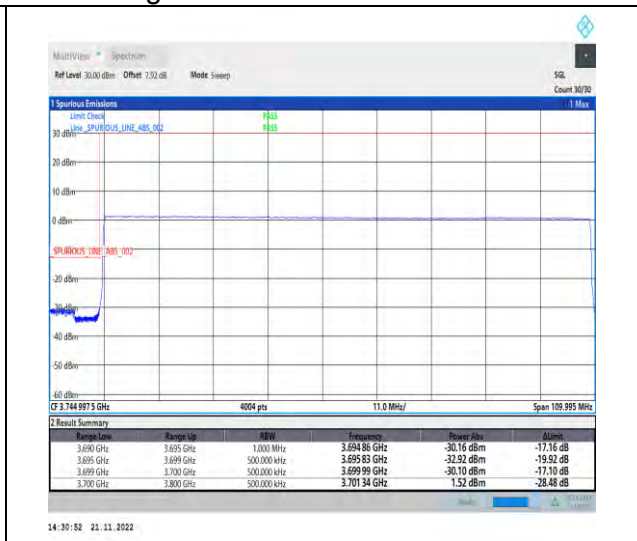 MultiView Spectrum
Ref Level 30.00 dBm Offset 7.92 dB Mode Sweep SGL
Count 30/30
1 Spurious Emissions 1 Max
Limit Check PASS
Line _SPURIOUS_LINE_ABS_002 PASS
30 dBm
20 dBm
10 dBm
0 dBm
_SPURIOUS_LINE_ABS_002
-20 dBm
-30 dBm
-40 dBm
-50 dBm
-60 dBm
CF 3.744 997 5 GHz 4004 pts 11.0 MHz/ Span 109.995 MHz
2 Result Summary
Range Low Range Up RBW Frequency Power Abs ΔLimit
3.690 GHz 3.695 GHz 1.000 MHz 3.694 86 GHz -30.16 dBm -17.16 dB
3.695 GHz 3.699 GHz 500.000 kHz 3.695 83 GHz -32.92 dBm -19.92 dB
3.699 GHz 3.700 GHz 500.000 kHz 3.699 99 GHz -30.10 dBm -17.10 dB
3.700 GHz 3.800 GHz 500.000 kHz 3.701 34 GHz 1.52 dBm -28.48 dB
14:30:52 21.11.2022